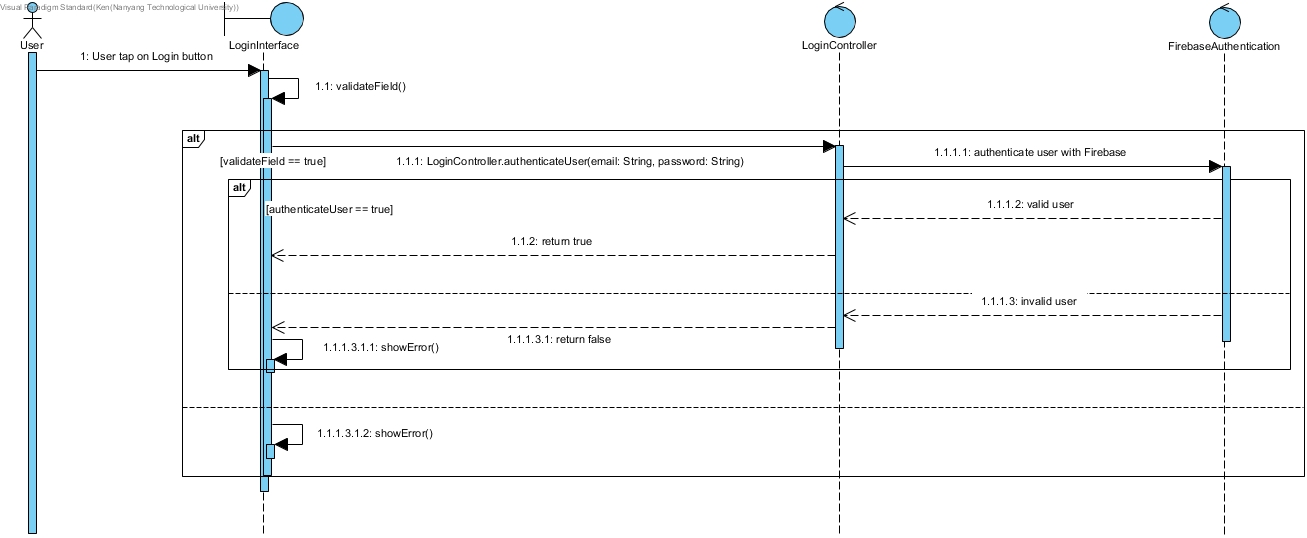 Visual Paradigm Standard(Ken(Nanyang Technological University))
User
LoginInterface
LoginController
FirebaseAuthentication
1: User tap on Login button
1.1: validateField()
alt
[validateField == true]
1.1.1: LoginController.authenticateUser(email: String, password: String)
1.1.1.1: authenticate user with Firebase
alt
[authenticateUser == true]
1.1.1.2: valid user
1.1.2: return true
1.1.1.3: invalid user
1.1.1.3.1: return false
1.1.1.3.1.1: showError()
1.1.1.3.1.2: showError()